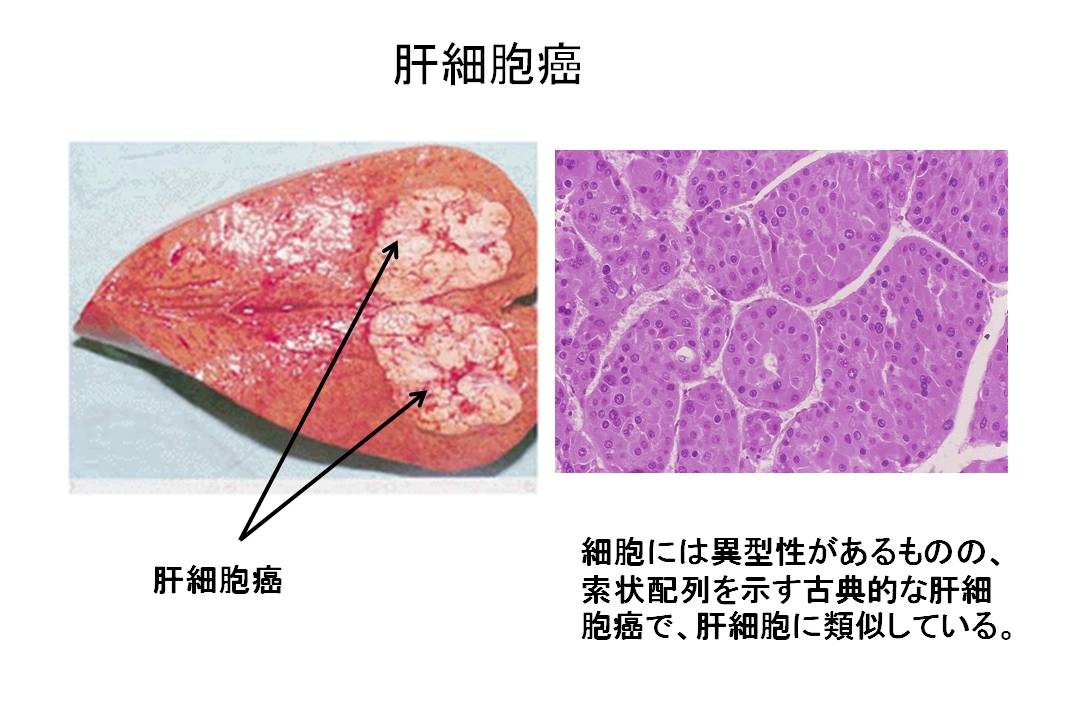 肝細胞癌
肝細胞癌
細胞には異型性があるものの、
索状配列を示す古典的な肝細
胞癌で、肝細胞に類似している。